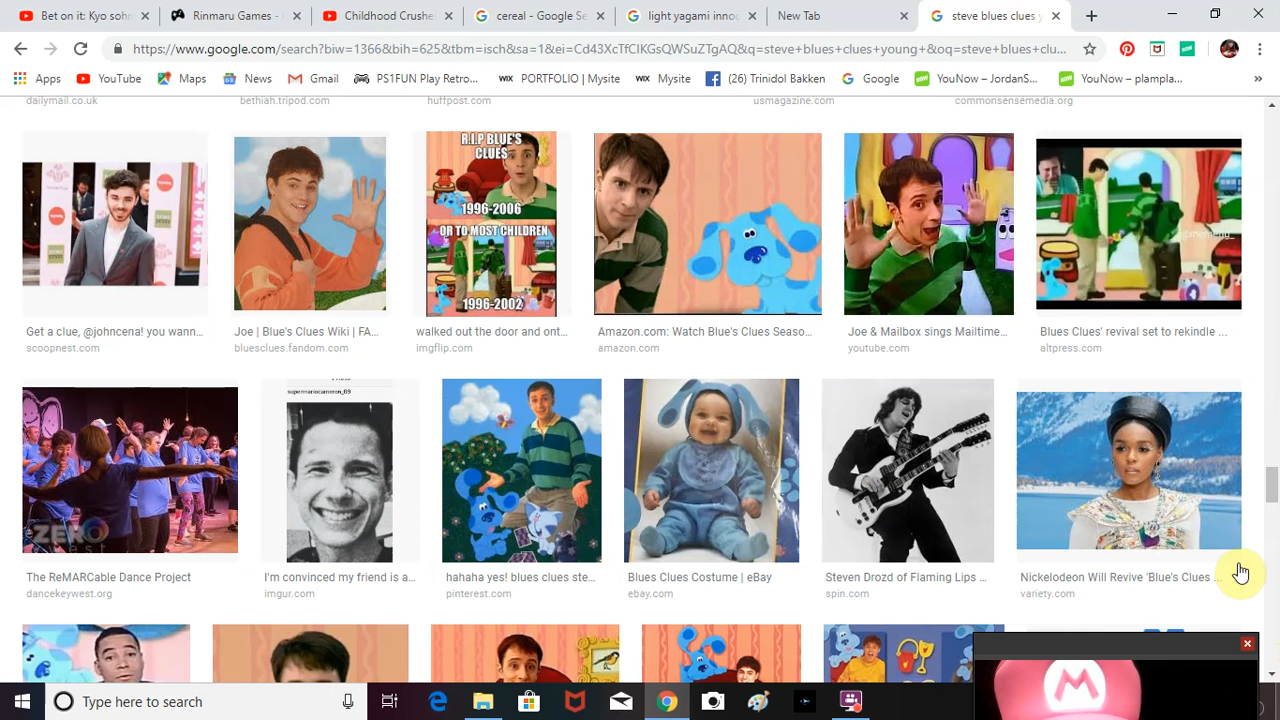 Bet on it: Kyo sohr
Rinmaru Games -
Childhood Crushe
cereal - Google Se
light yagami innoc
New Tab
steve blues clues y
https://www.google.com/search?biw=1366&bih=625&tbm=isch&sa=1&ei=Cd43XcTfCIKGsQWSuZTgAQ&q=steve+blues+clues+young+&oq=steve+blues+clu...
Apps
YouTube
Maps
News
Gmail
PS1FUN Play Retro...
WIX PORTFOLIO | Mysite
WIX Mysite
(26) Trinidol Bakken
Google
YouNow – JordanS...
YouNow – plampla...
dailymail.co.uk
bethiah.tripod.com
huffpost.com
usmagazine.com
commonsensemedia.org
R.I.P BLUE'S
CLUES
1996-2006
OR TO MOST CHILDREN
1996-2002
Get a clue, @johncena! you wann...
Joe | Blue's Clues Wiki | FA...
walked out the door and ont...
Amazon.com: Watch Blue's Clues Seaso...
Joe & Mailbox sings Mailtime...
Blues Clues' revival set to rekindle ...
scoopnest.com
bluesclues.fandom.com
imgflip.com
amazon.com
youtube.com
altpress.com
supermariocameron_89
ZERO
The ReMARCable Dance Project
I'm convinced my friend is a...
hahaha yes! blues clues ste...
Blues Clues Costume | eBay
Steven Drozd of Flaming Lips ...
Nickelodeon Will Revive 'Blue's Clues ...
dancekeywest.org
imgur.com
pinterest.com
ebay.com
spin.com
variety.com
M
Type here to search